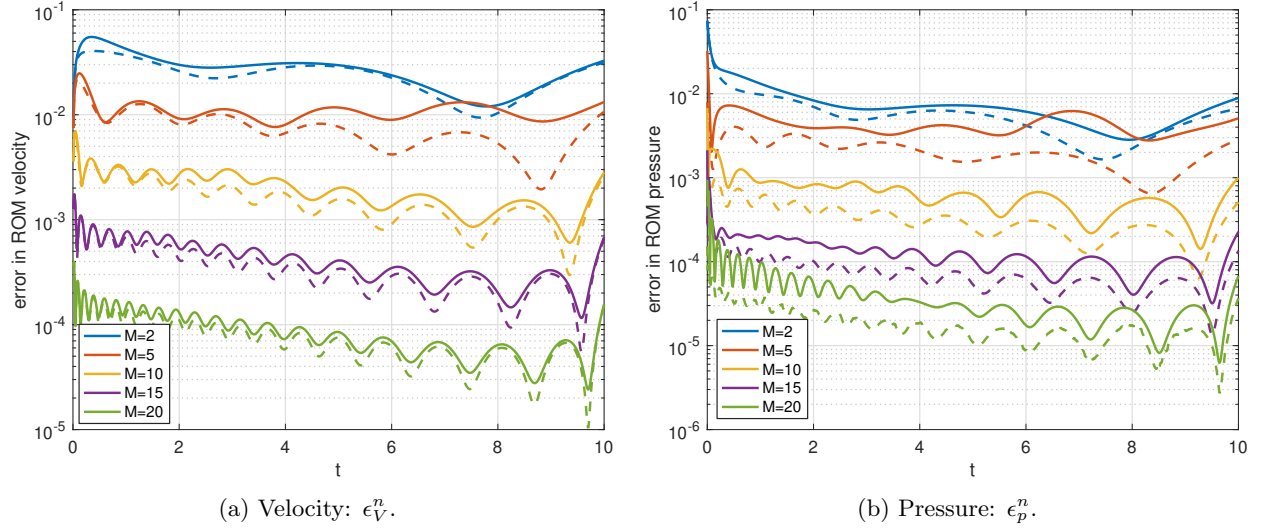 10^-1
10^-2
10^-3
10^-4
10^-5
error in ROM velocity
M=2
M=5
M=10
M=15
M=20
0 2 4 6 8 10
t
(a) Velocity: ϵ_V^n.
10^-1
10^-2
10^-3
10^-4
10^-5
10^-6
error in ROM pressure
M=2
M=5
M=10
M=15
M=20
0 2 4 6 8 10
t
(b) Pressure: ϵ_p^n.